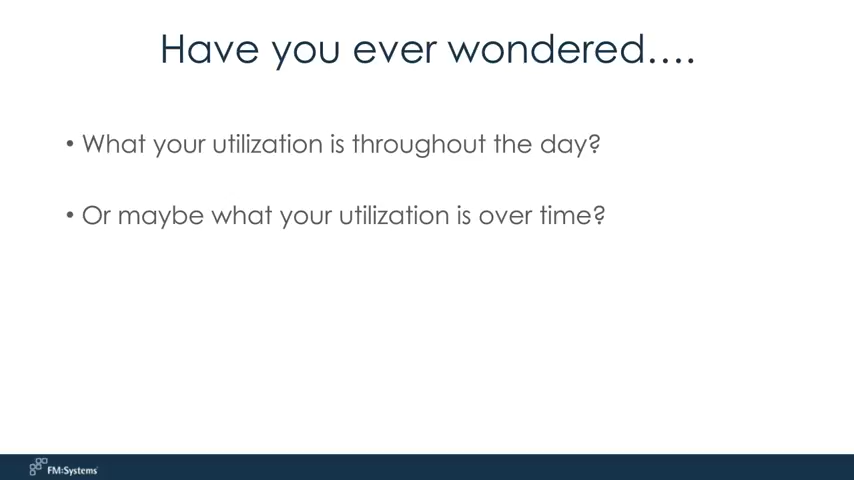 Have you ever wondered....
• What your utilization is throughout the day?
• Or maybe what your utilization is over time?
FM:Systems